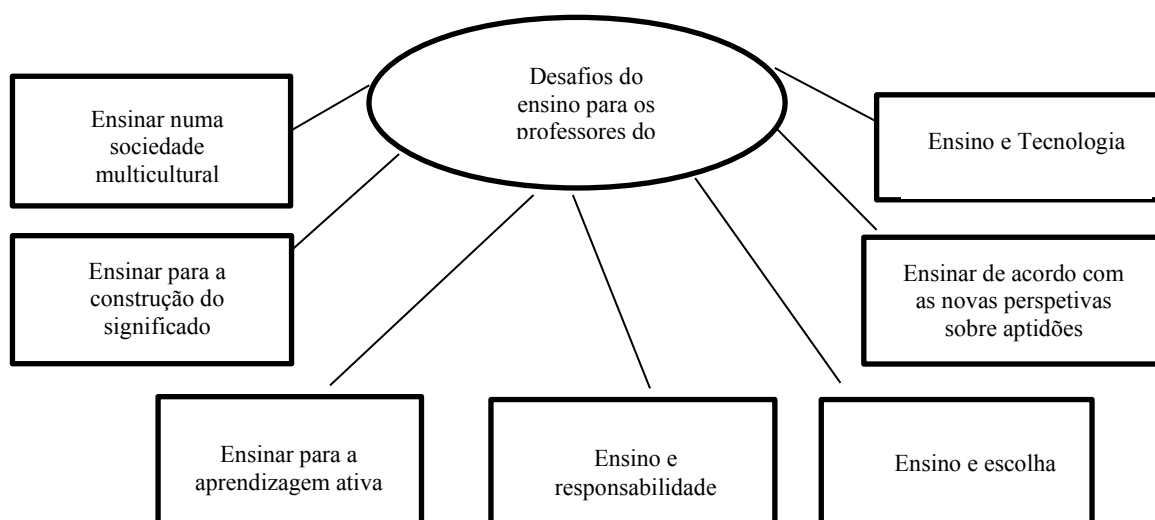 Desafios do
ensino para os
professores do
Ensinar numa
sociedade
multicultural
Ensino e Tecnologia
Ensinar para a
construção do
significado
Ensinar de acordo com
as novas perspetivas
sobre aptidões
Ensinar para a
aprendizagem ativa
Ensino e
responsabilidade
Ensino e escolha